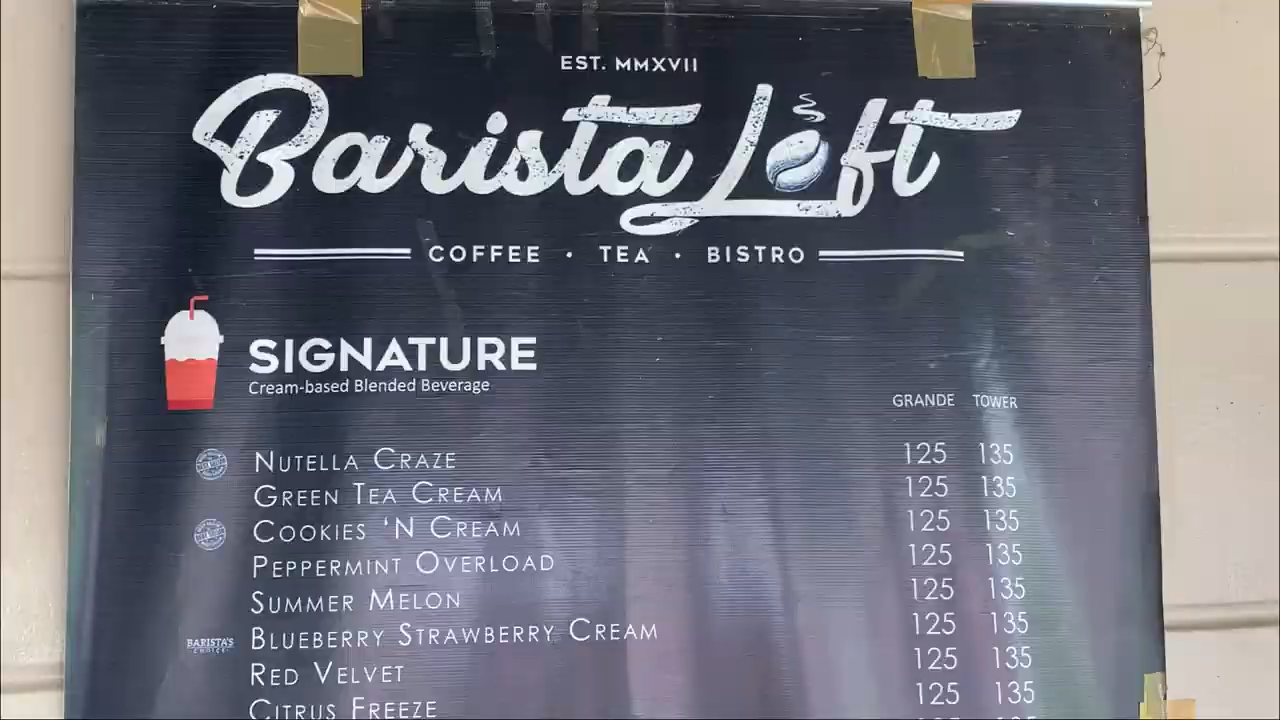 EST. MMXVII
Barista Loft
COFFEE • TEA • BISTRO
SIGNATURE
Cream-based Blended Beverage
GRANDE TOWER
NUTELLA CRAZE 125 135
GREEN TEA CREAM 125 135
COOKIES 'N CREAM 125 135
PEPPERMINT OVERLOAD 125 135
SUMMER MELON 125 135
BARISTA'S CHOICE BLUEBERRY STRAWBERRY CREAM 125 135
RED VELVET 125 135
CITRUS FREEZE 125 135